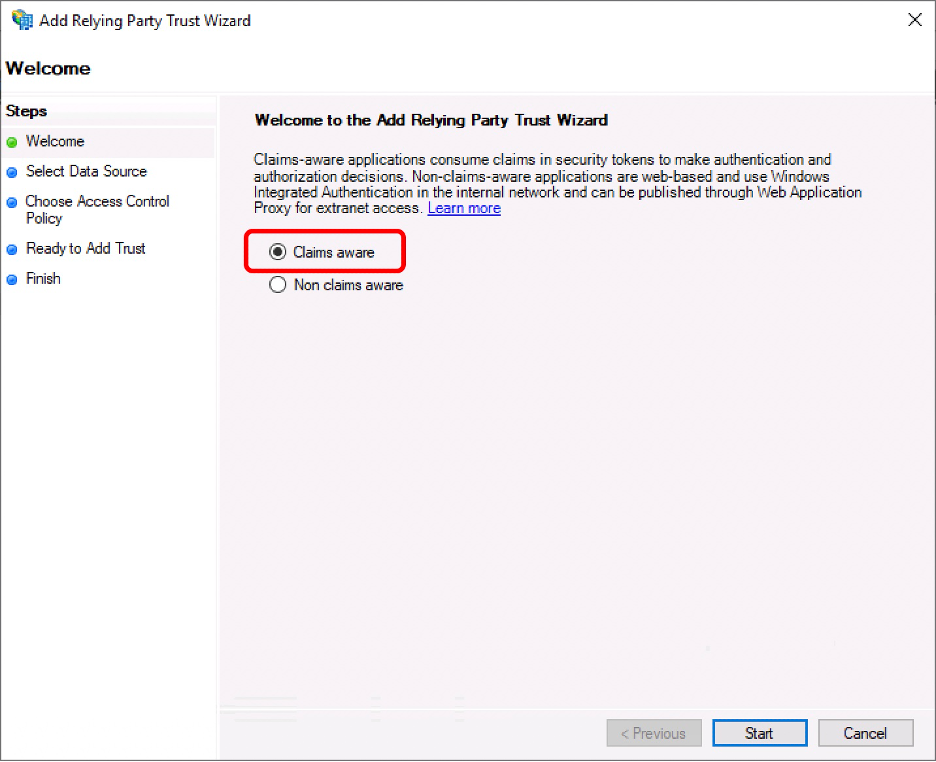 Add Relying Party Trust Wizard
Welcome
Steps
Welcome
Select Data Source
Choose Access Control
Policy
Ready to Add Trust
Finish
Welcome to the Add Relying Party Trust Wizard
Claims-aware applications consume claims in security tokens to make authentication and
authorization decisions. Non-claims-aware applications are web-based and use Windows
Integrated Authentication in the internal network and can be published through Web Application
Proxy for extranet access. Learn more
Claims aware
Non claims aware
< Previous
Start
Cancel